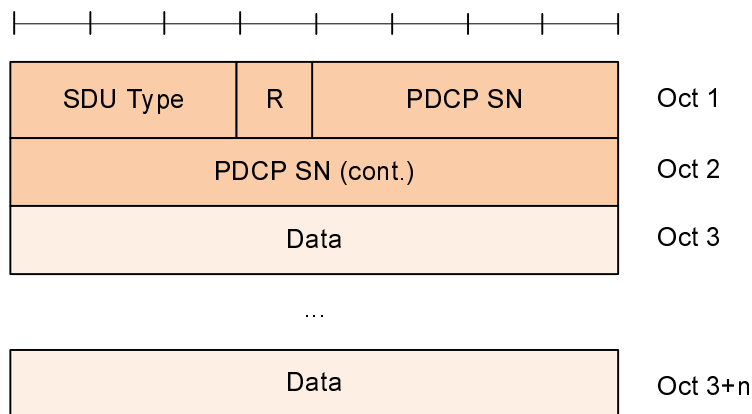 SDU Type R PDCP SN Oct 1
PDCP SN (cont.) Oct 2
Data Oct 3
...
Data Oct 3+n